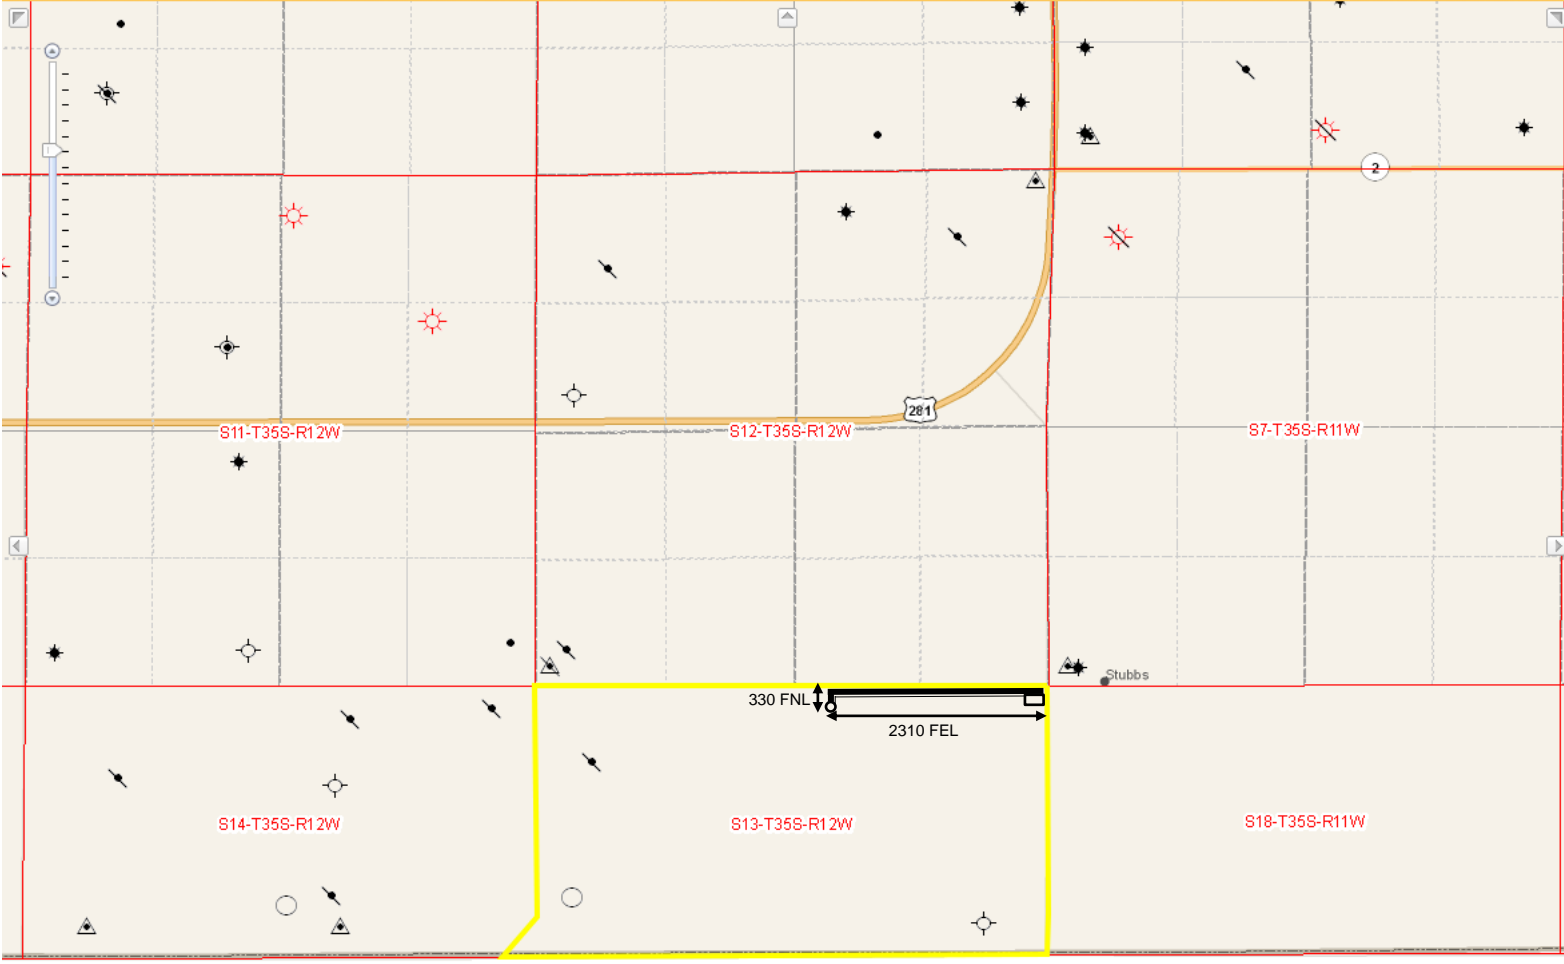 2
281
S11-T35S-R12W
S12-T35S-R12W
S7-T35S-R11W
Stubbs
330 FNL
2310 FEL
S14-T35S-R12W
S13-T35S-R12W
S18-T35S-R11W